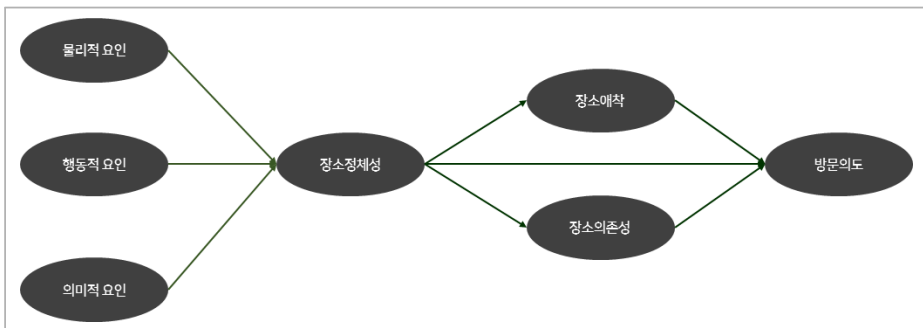 물리적 요인
행동적 요인
의미적 요인
장소정체성
장소애착
장소의존성
방문의도